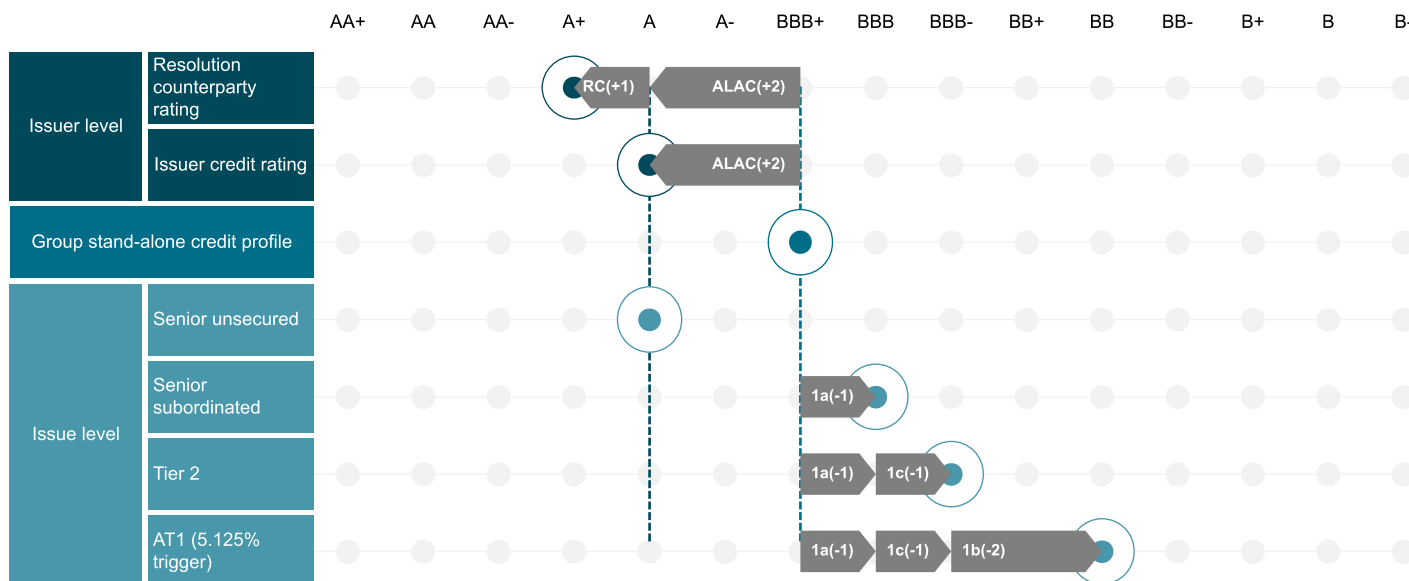 AA+ AA AA- A+ A A- BBB+ BBB BBB- BB+ BB BB- B+ B B-
Issuer level
Resolution
counterparty
rating
RC(+1) ALAC(+2)
Issuer credit rating
ALAC(+2)
Group stand-alone credit profile
Issue level
Senior unsecured
Senior
subordinated
1a(-1)
Tier 2
1a(-1) 1c(-1)
AT1 (5.125%
trigger)
1a(-1) 1c(-1) 1b(-2)